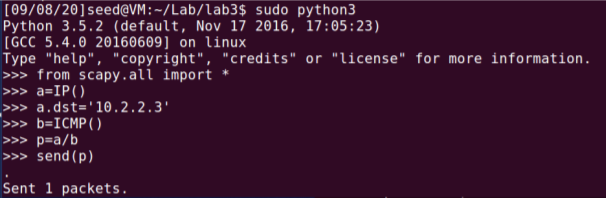 [09/08/20]seed@VM:~/Lab/lab3$ sudo python3
Python 3.5.2 (default, Nov 17 2016, 17:05:23)
[GCC 5.4.0 20160609] on linux
Type "help", "copyright", "credits" or "license" for more information.
>>> from scapy.all import *
>>> a=IP()
>>> a.dst='10.2.2.3'
>>> b=ICMP()
>>> p=a/b
>>> send(p)
.
Sent 1 packets.